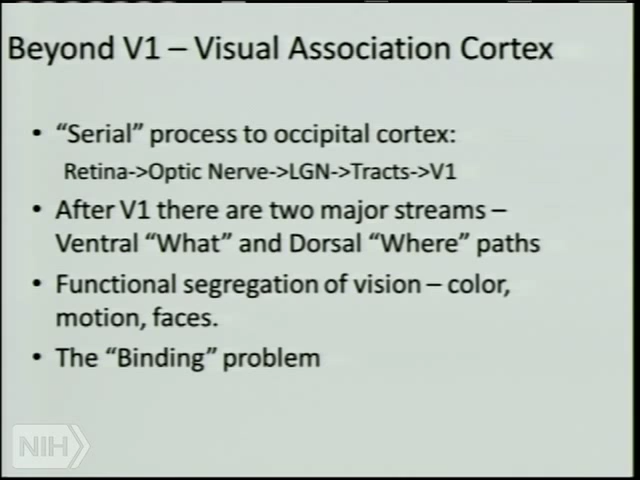 Beyond V1 – Visual Association Cortex
• “Serial” process to occipital cortex:
Retina->Optic Nerve->LGN->Tracts->V1
• After V1 there are two major streams –
Ventral “What” and Dorsal “Where” paths
• Functional segregation of vision – color,
motion, faces.
• The “Binding” problem
NIH